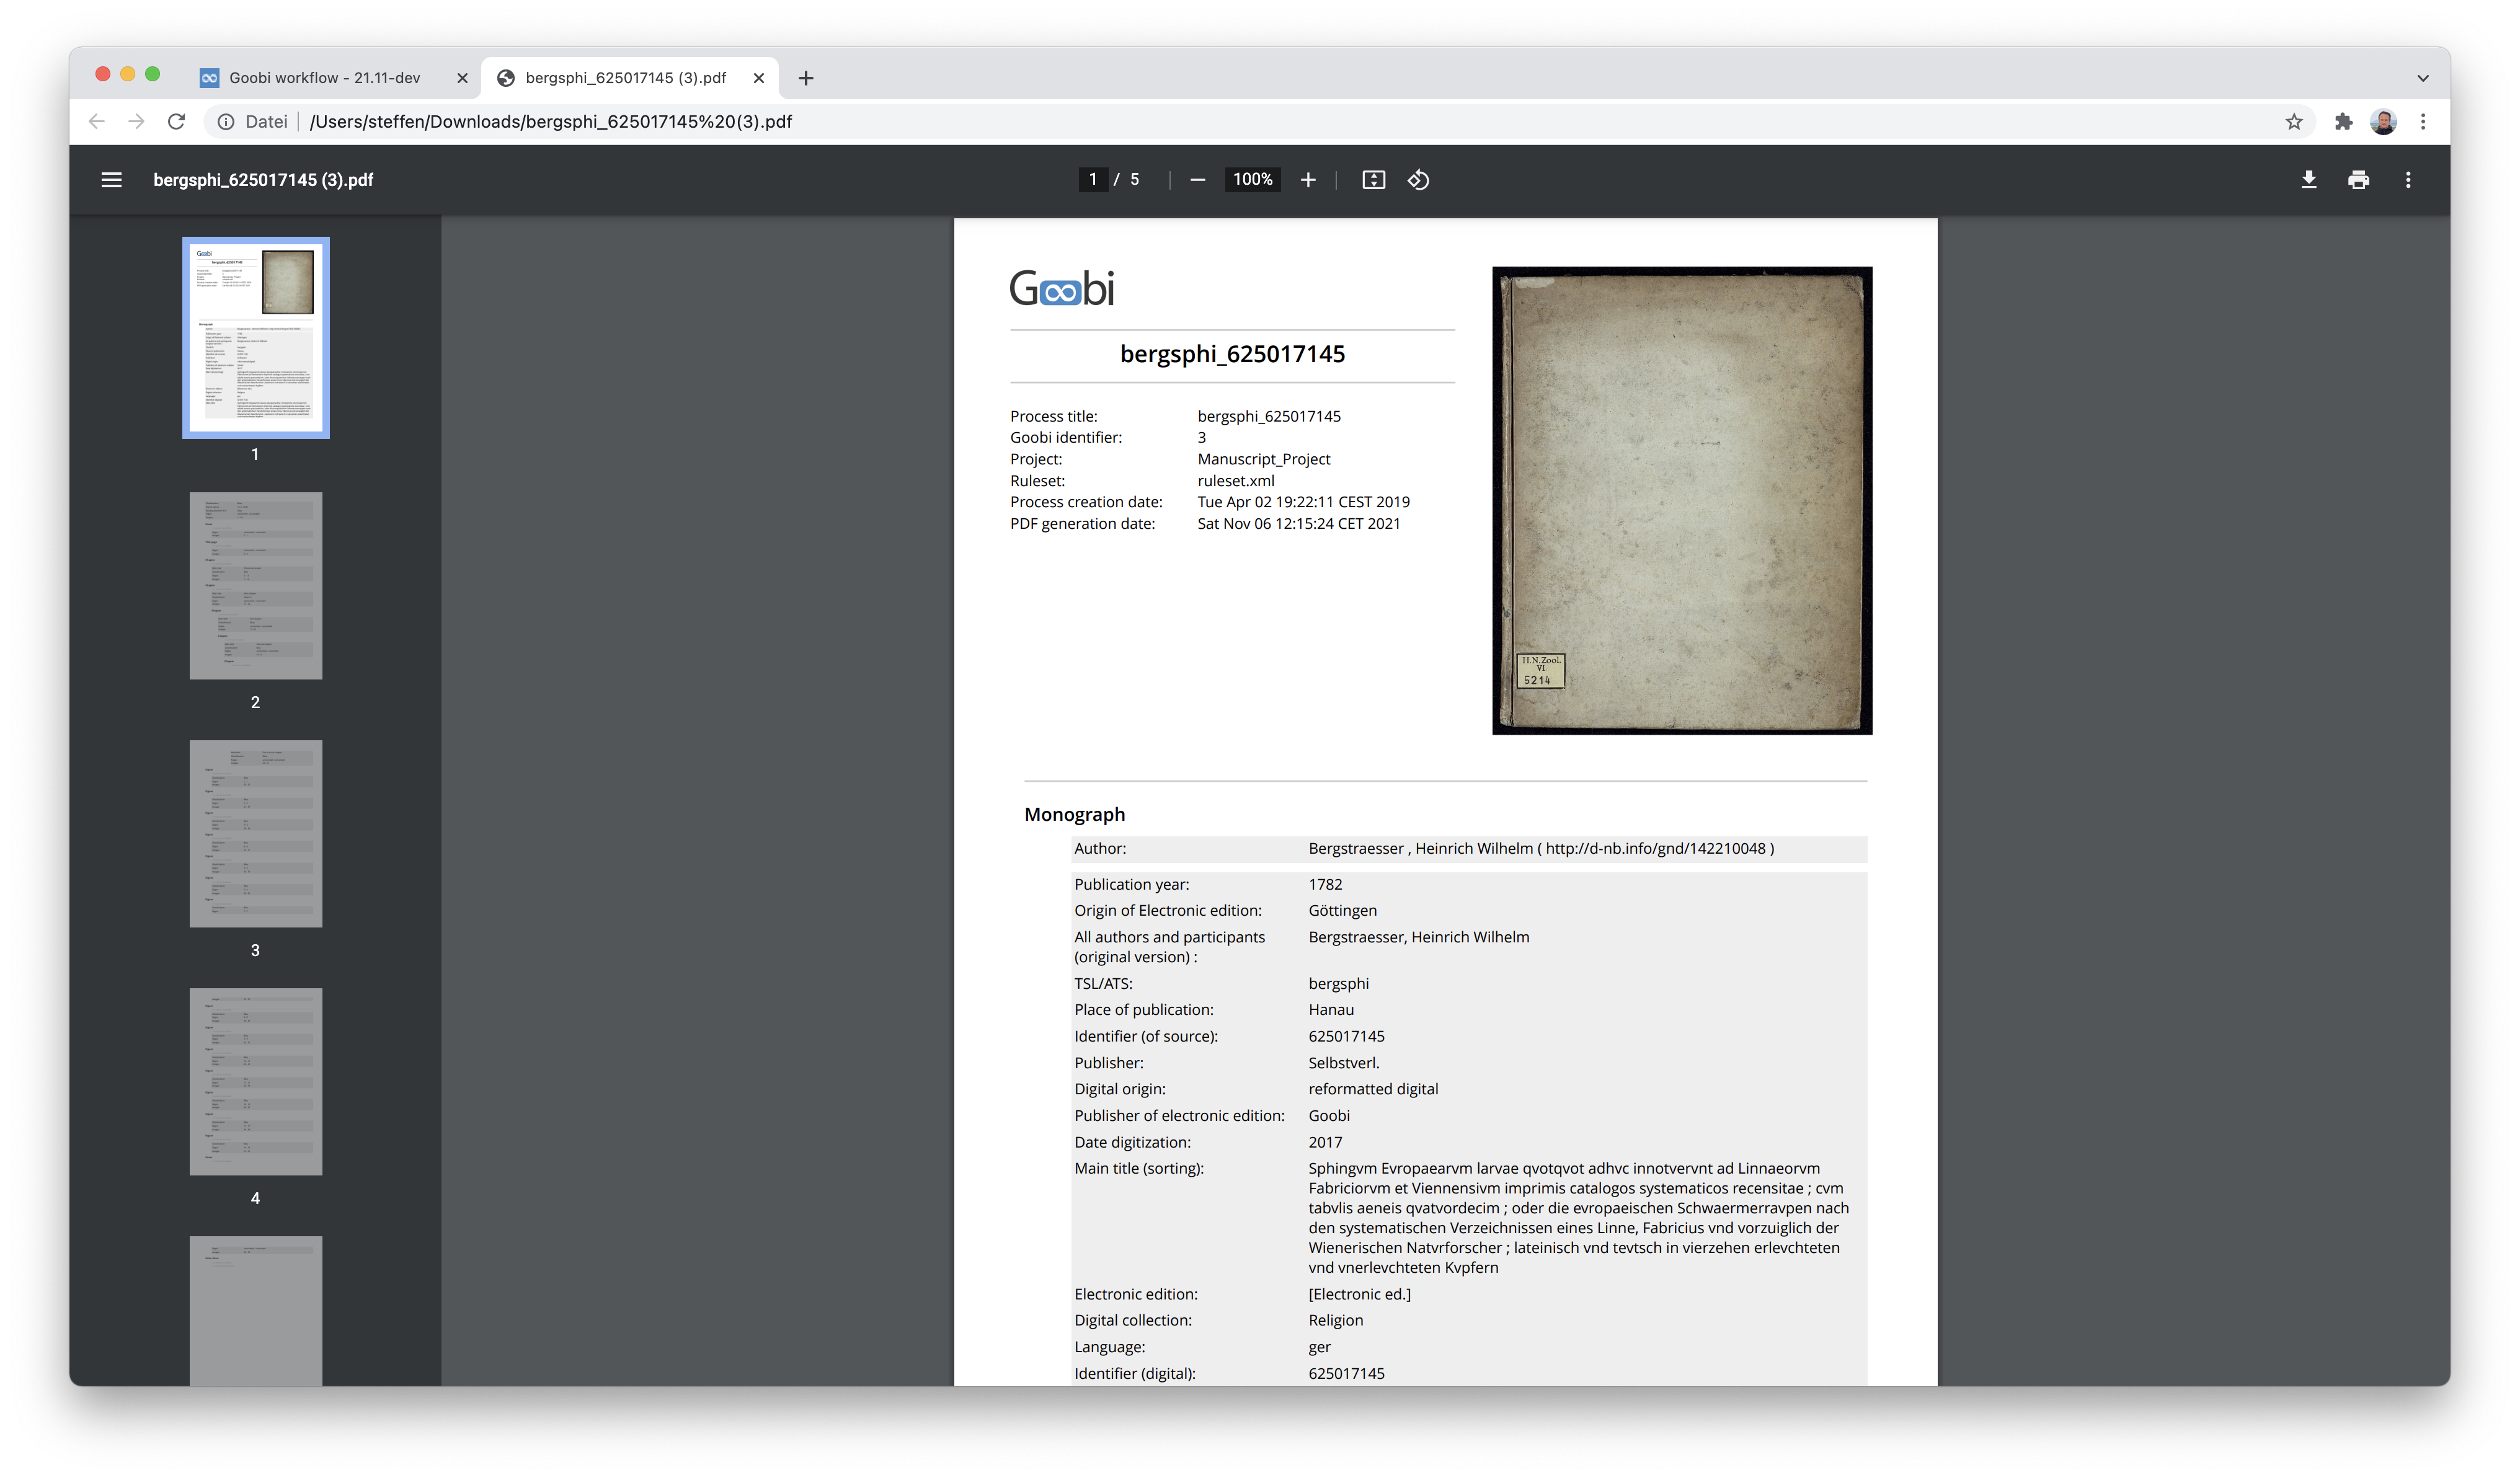 Goobi workflow - 21.11-dev
bergsphi_625017145 (3).pdf
Datei
/Users/steffen/Downloads/bergsphi_625017145%20(3).pdf
bergsphi_625017145 (3).pdf
1 / 5
100%
1
2
3
4
Goobi
bergsphi_625017145
Process title: bergsphi_625017145
Goobi identifier: 3
Project: Manuscript_Project
Ruleset: ruleset.xml
Process creation date: Tue Apr 02 19:22:11 CEST 2019
PDF generation date: Sat Nov 06 12:15:24 CET 2021
H.N.Zool.
VI.
5214
Monograph
Author: Bergstraesser , Heinrich Wilhelm ( http://d-nb.info/gnd/142210048 )
Publication year: 1782
Origin of Electronic edition: Göttingen
All authors and participants Bergstraesser, Heinrich Wilhelm
(original version) :
TSL/ATS: bergsphi
Place of publication: Hanau
Identifier (of source): 625017145
Publisher: Selbstverl.
Digital origin: reformatted digital
Publisher of electronic edition: Goobi
Date digitization: 2017
Main title (sorting): Sphingvm Evropaearvm larvae qvotqvot adhvc innotvervnt ad Linnaeorvm
Fabriciorvm et Viennensivm imprimis catalogos systematicos recensitae ; cvm
tabvlis aeneis qvatvordecim ; oder die evropaeischen Schwaermerravpen nach
den systematischen Verzeichnissen eines Linne, Fabricius vnd vorzuiglich der
Wienerischen Natvrforscher ; lateinisch vnd tevtsch in vierzehen erlevchteten
vnd vnerlevchteten Kvpfern
Electronic edition: [Electronic ed.]
Digital collection: Religion
Language: ger
Identifier (digital): 625017145